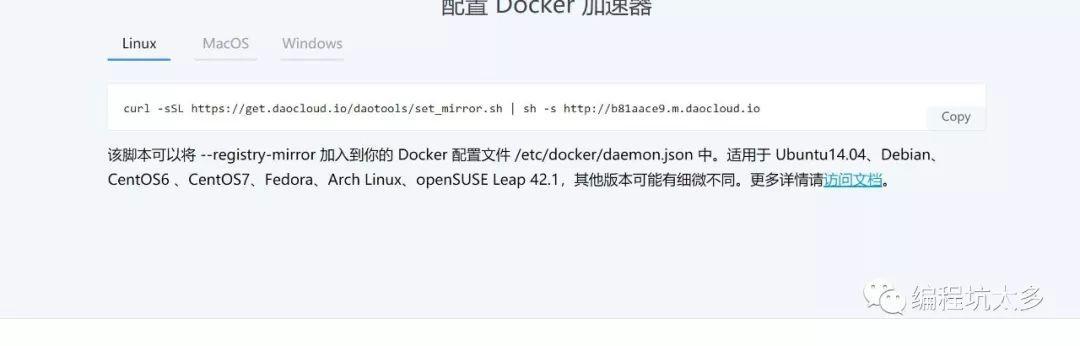 配置 Docker 加速器
Linux MacOS Windows
curl -sSL https://get.daocloud.io/daotools/set_mirror.sh | sh -s http://b81aace9.m.daocloud.io
Copy
该脚本可以将 --registry-mirror 加入到你的 Docker 配置文件 /etc/docker/daemon.json 中。适用于 Ubuntu14.04、Debian、
CentOS6 、CentOS7、Fedora、Arch Linux、openSUSE Leap 42.1，其他版本可能有细微不同。更多详情请访问文档。
编程坑太多